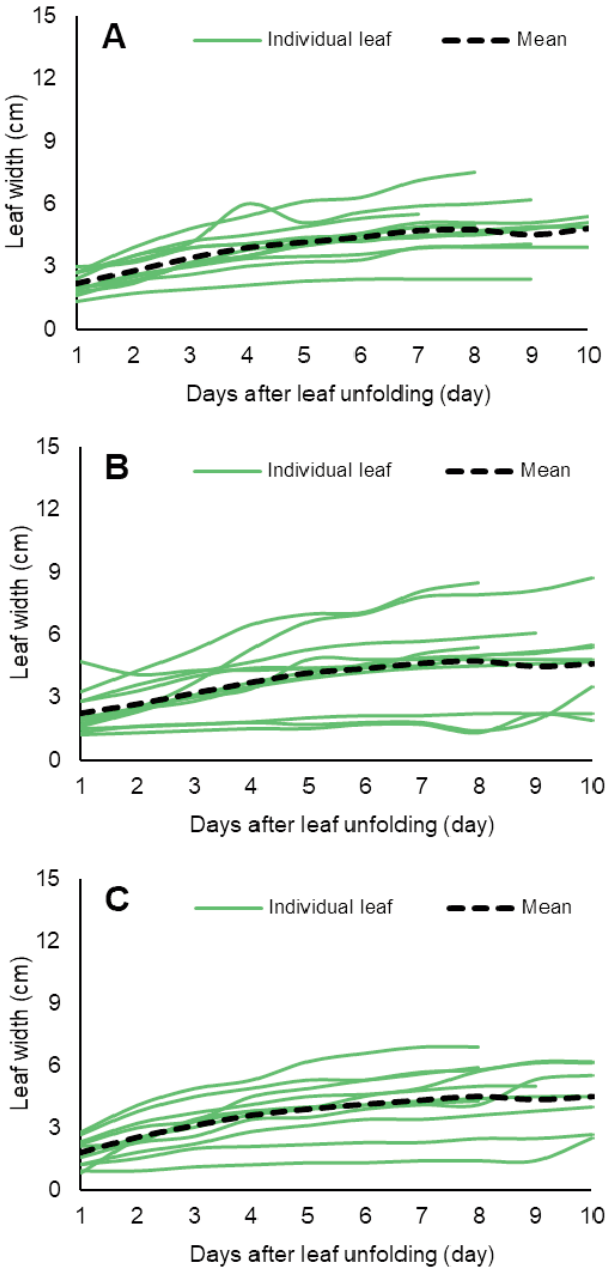 A
Individual leaf
Mean
Leaf width (cm)
15
12
9
6
3
0
1 2 3 4 5 6 7 8 9 10
Days after leaf unfolding (day)
B
Individual leaf
Mean
Leaf width (cm)
15
12
9
6
3
0
1 2 3 4 5 6 7 8 9 10
Days after leaf unfolding (day)
C
Individual leaf
Mean
Leaf width (cm)
15
12
9
6
3
0
1 2 3 4 5 6 7 8 9 10
Days after leaf unfolding (day)